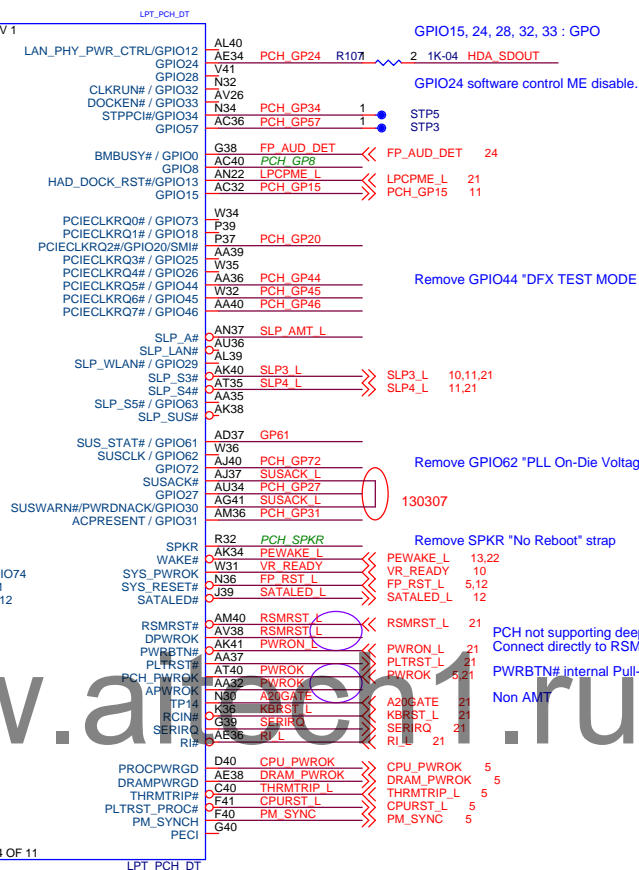 LPT_PCH_DT
V 1
GPIO15, 24, 28, 32, 33 : GPO
LAN_PHY_PWR_CTRL/GPIO12 AL40
GPIO24 AE34 PCH_GP24 R107 1 2 1K-04 HDA_SDOUT
GPIO28 V41
CLKRUN# / GPIO32 N32
GPIO24 software control ME disable.
DOCKEN# / GPIO33 AV26
STPPCI#/GPIO34 N34 PCH_GP34 1 STP5
GPIO57 AC36 PCH_GP57 1 STP3
BMBUSY# / GPIO0 G38 FP_AUD_DET FP_AUD_DET 24
GPIO8 AC40 PCH_GP8
HAD_DOCK_RST#/GPIO13 AN22 LPCPME_L LPCPME_L 21
GPIO15 AC32 PCH_GP15 PCH_GP15 11
PCIECLKRQ0# / GPIO73 W34
PCIECLKRQ1# / GPIO18 P39
PCIECLKRQ2#/GPIO20/SMI# P37 PCH_GP20
PCIECLKRQ3# / GPIO25 AA39
PCIECLKRQ4# / GPIO26 W35
PCIECLKRQ5# / GPIO44 AA36 PCH_GP44 Remove GPIO44 "DFX TEST MODE
PCIECLKRQ6# / GPIO45 W32 PCH_GP45
PCIECLKRQ7# / GPIO46 AA40 PCH_GP46
SLP_A# AN37 SLP_AMT_L
SLP_LAN# AU36
SLP_WLAN# / GPIO29 AL39
SLP_S3# AK40 SLP3_L SLP3_L 10,11,21
SLP_S4# AT35 SLP4_L SLP4_L 11,21
SLP_S5# / GPIO63 AA35
SLP_SUS# AK38
SUS_STAT# / GPIO61 AD37 GP61
SUSCLK / GPIO62 W36
GPIO72 AJ40 PCH_GP72 Remove GPIO62 "PLL On-Die Voltag
SUSACK# AJ37 SUSACK_L
GPIO27 AU34 PCH_GP27
SUSWARN#/PWRDNACK/GPIO30 AG41 SUSACK_L 130307
ACPRESENT / GPIO31 AM36 PCH_GP31
SPKR R32 PCH_SPKR Remove SPKR "No Reboot" strap
WAKE# AK34 PEWAKE_L PEWAKE_L 13,22
IO74 SYS_PWROK W31 VR_READY VR_READY 10
SYS_RESET# N36 FP_RST_L FP_RST_L 5,12
12 SATALED# J39 SATALED_L SATALED_L 12
RSMRST# AM40 RSMRST_L RSMRST_L 21
DPWROK AV38 RSMRST_L PCH not supporting deep
PWRBTN# AK41 PWRON_L PWRON_L 21 Connect directly to RSM
PLTRST# AA37 PLTRST_L 21
PCH_PWROK AT40 PWROK PWROK 5,21 PWRBTN# internal Pull-
APWROK AA32 PWROK
TP14 N30 A20GATE A20GATE 21 Non AMT
RCIN# K36 KBRST_L KBRST_L 21
SERIRQ G39 SERIRQ SERIRQ 21
RI# AE36 RI_L RI_L 21
w.aitech1.ru
PROCPWRGD D40 CPU_PWROK CPU_PWROK 5
DRAMPWRGD AE38 DRAM_PWROK DRAM_PWROK 5
THRMTRIP# C40 THRMTRIP_L THRMTRIP_L 5
PLTRST_PROC# F41 CPURST_L CPURST_L 5
PM_SYNCH F40 PM_SYNC PM_SYNCH 5
PECI G40
4 OF 11
LPT_PCH_DT